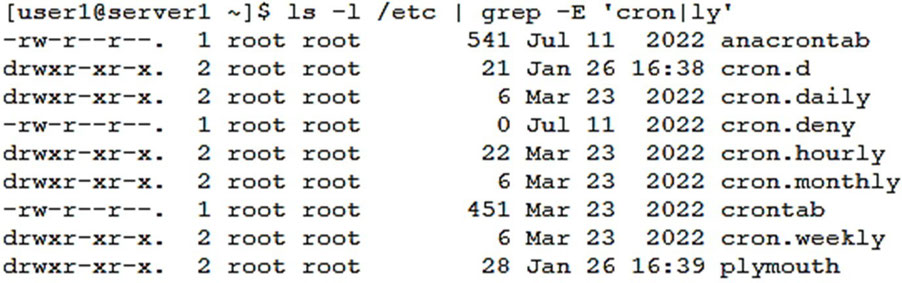 [user1@server1 ~]$ ls -l /etc | grep -E 'cron|ly'
-rw-r--r--.  1 root root       541 Jul 11  2022 anacrontab
drwxr-xr-x.  2 root root        21 Jan 26 16:38 cron.d
drwxr-xr-x.  2 root root         6 Mar 23  2022 cron.daily
-rw-r--r--.  1 root root         0 Jul 11  2022 cron.deny
drwxr-xr-x.  2 root root        22 Mar 23  2022 cron.hourly
drwxr-xr-x.  2 root root         6 Mar 23  2022 cron.monthly
-rw-r--r--.  1 root root       451 Mar 23  2022 crontab
drwxr-xr-x.  2 root root         6 Mar 23  2022 cron.weekly
drwxr-xr-x.  2 root root        28 Jan 26 16:39 plymouth